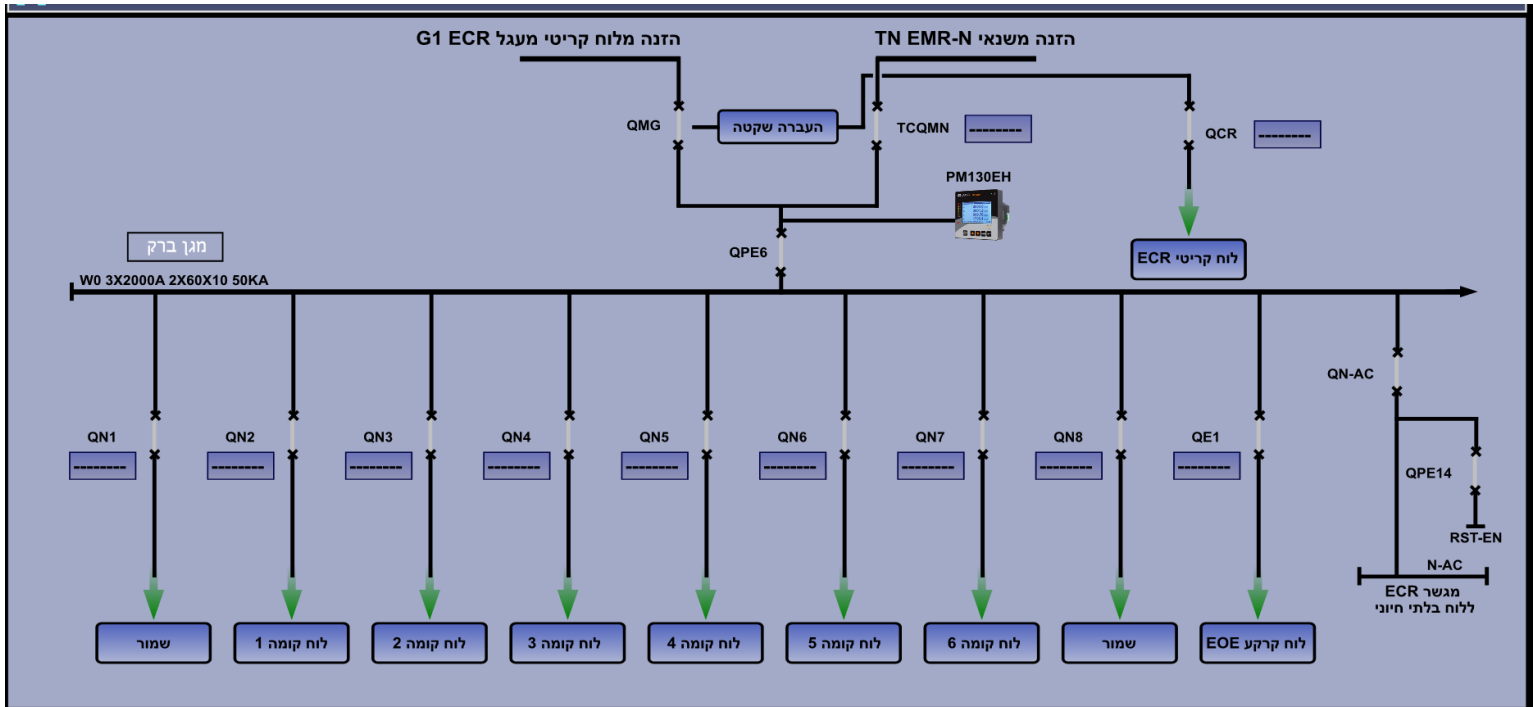 הזנה מלוח קריטי מעגל G1 ECR
הזנה משנאי TN EMR-N
QMG
העברה שקטה
TCQMN
--------
QCR
--------
PM130EH
מגן ברק
QPE6
לוח קריטי ECR
W0 3X2000A 2X60X10 50KA
QN-AC
QN1
QN2
QN3
QN4
QN5
QN6
QN7
QN8
QE1
--------
--------
--------
--------
--------
--------
--------
--------
--------
QPE14
RST-EN
N-AC
מגשר ECR
ללוח בלתי חיוני
שמור
לוח קומה 1
לוח קומה 2
לוח קומה 3
לוח קומה 4
לוח קומה 5
לוח קומה 6
שמור
לוח קרקע EOE